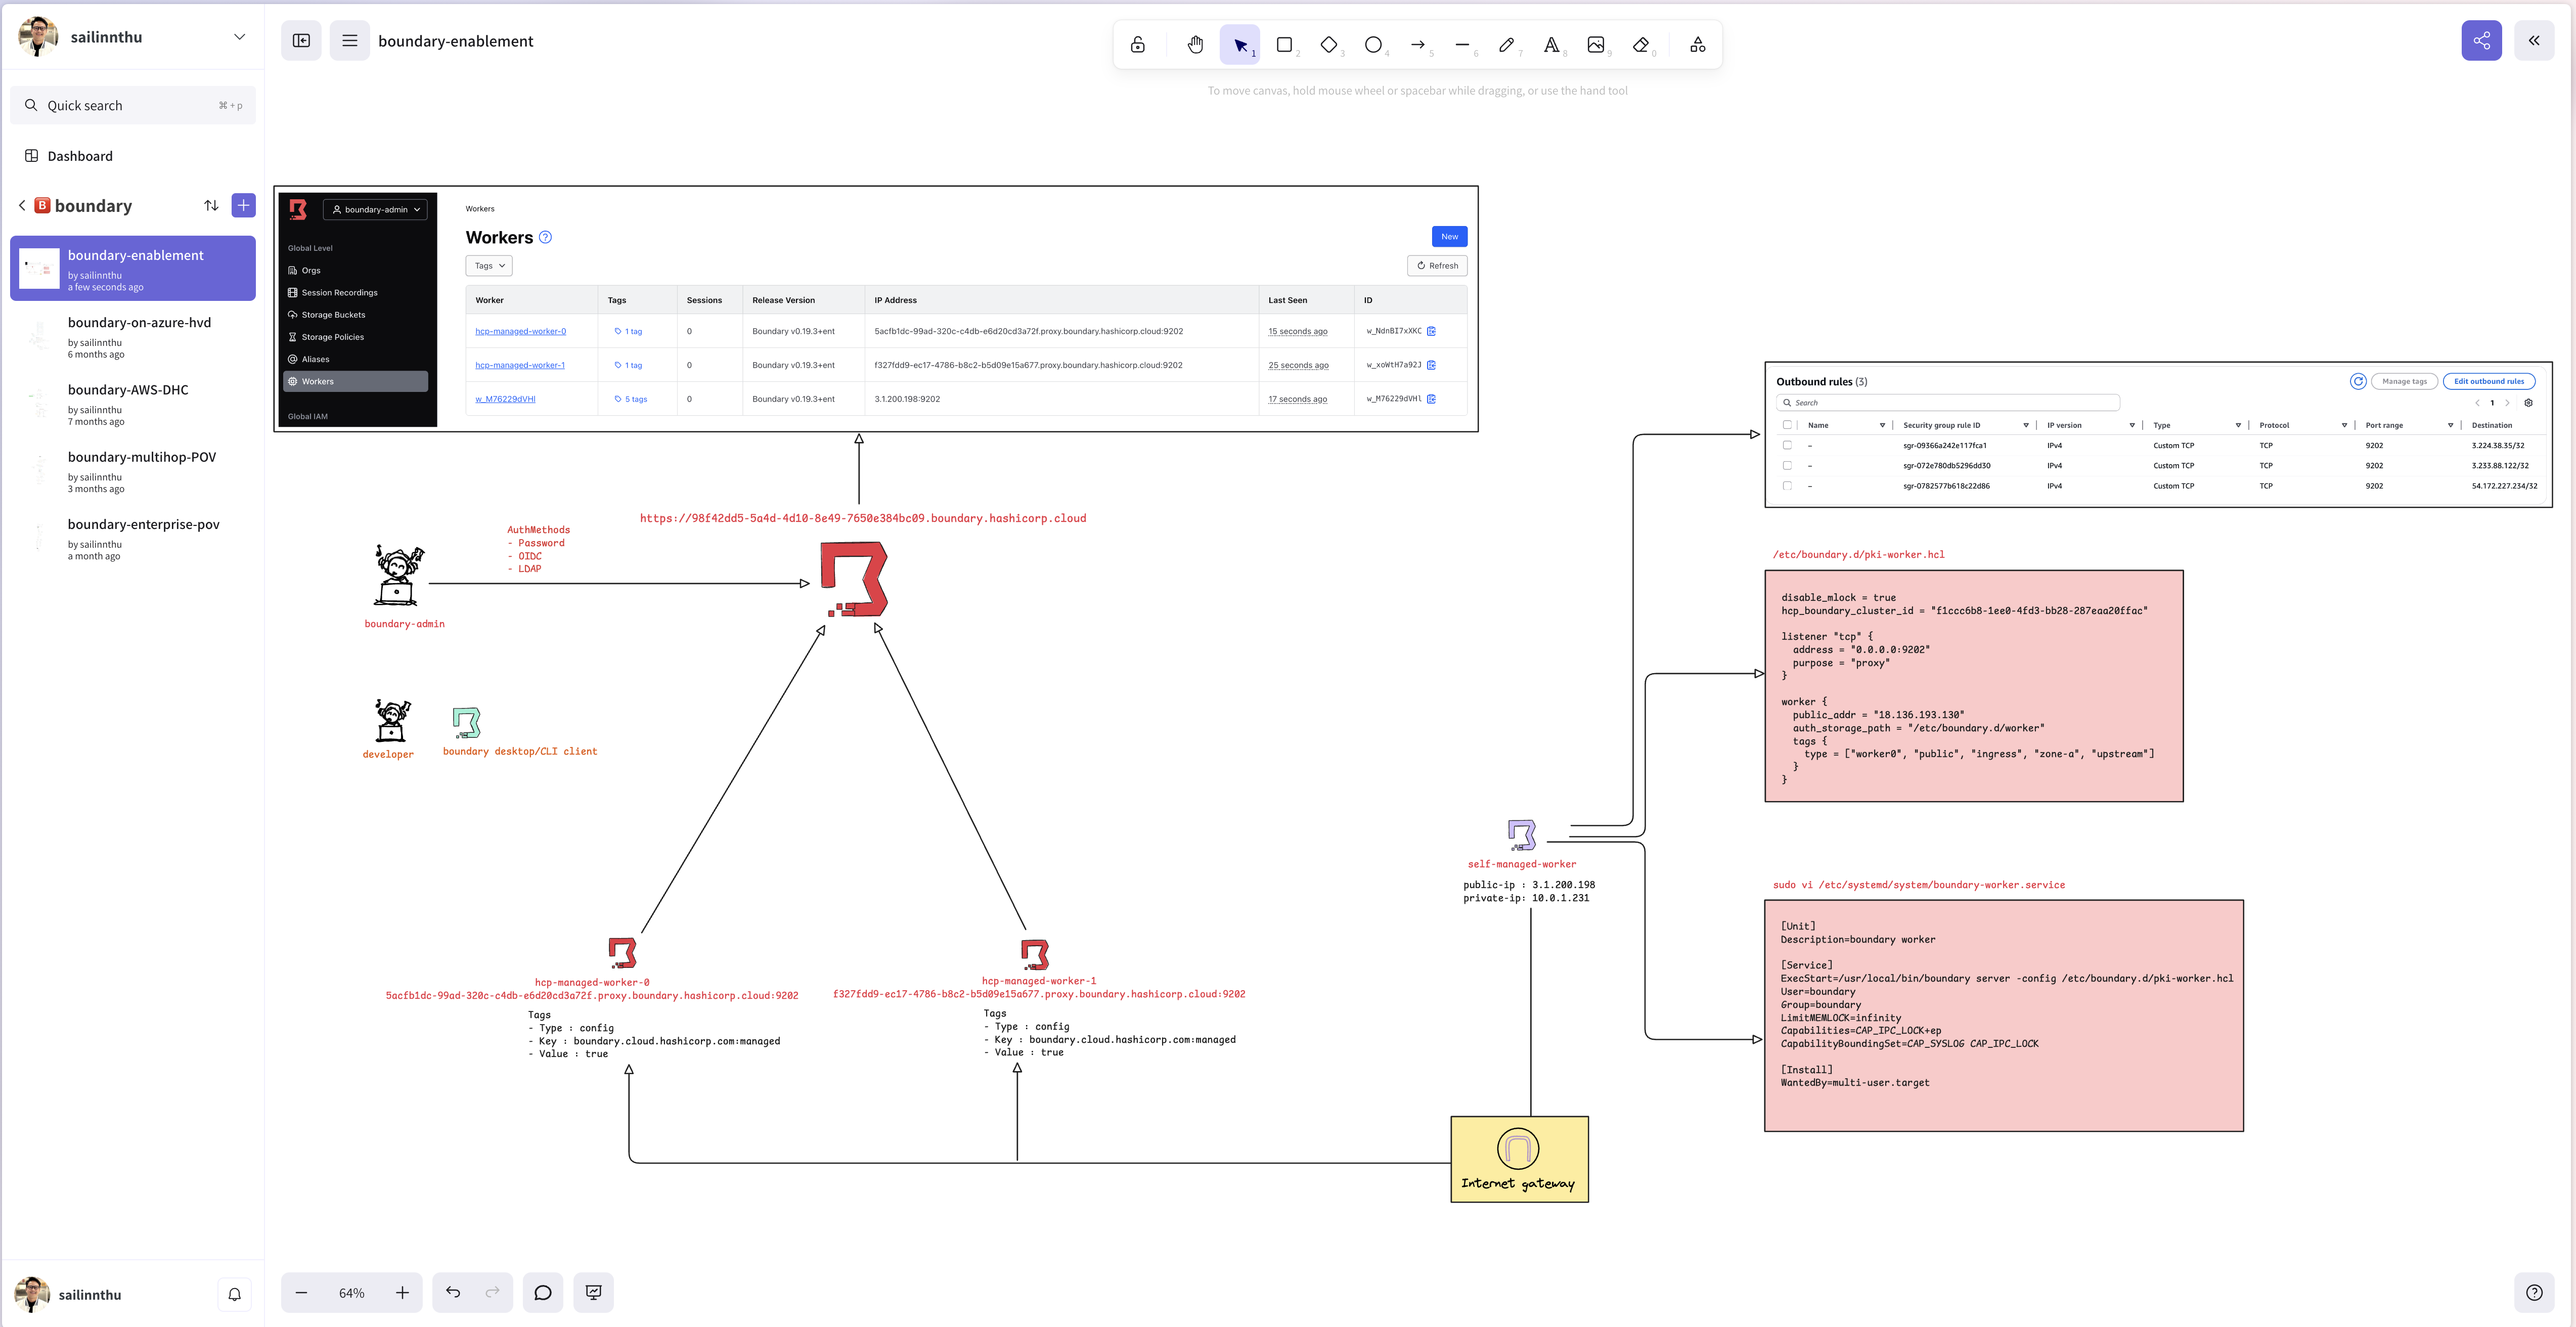 sailinnthu
Quick search
⌘+p
Dashboard
boundary
boundary-enablement
by sailinnthu
a few seconds ago
boundary-on-azure-hvd
by sailinnthu
6 months ago
boundary-AWS-DHC
by sailinnthu
7 months ago
boundary-multihop-POV
by sailinnthu
3 months ago
boundary-enterprise-pov
by sailinnthu
a month ago
sailinnthu
boundary-enablement
1 2 3 4 5 6 7 8 9 0
To move canvas, hold mouse wheel or spacebar while dragging, or use the hand tool
boundary-admin
Global Level
Orgs
Session Recordings
Storage Buckets
Storage Policies
Aliases
Workers
Global IAM
Workers
Workers
New
Tags
Refresh
Worker Tags Sessions Release Version IP Address Last Seen ID
hcp-managed-worker-0 1 tag 0 Boundary v0.19.3+ent 5acfb1dc-99ad-320c-c4db-e6d20cd3a72f.proxy.boundary.hashicorp.cloud:9202 15 seconds ago w_NdnBI7xXKC
hcp-managed-worker-1 1 tag 0 Boundary v0.19.3+ent f327fdd9-ec17-4786-b8c2-b5d09e15a677.proxy.boundary.hashicorp.cloud:9202 25 seconds ago w_xoWtH7a92J
w_M76229dVHl 5 tags 0 Boundary v0.19.3+ent 3.1.200.198:9202 17 seconds ago w_M76229dVHl
https://98f42dd5-5a4d-4d10-8e49-7650e384bc09.boundary.hashicorp.cloud
AuthMethods
- Password
- OIDC
- LDAP
boundary-admin
developer
boundary desktop/CLI client
hcp-managed-worker-0
5acfb1dc-99ad-320c-c4db-e6d20cd3a72f.proxy.boundary.hashicorp.cloud:9202
Tags
- Type : config
- Key : boundary.cloud.hashicorp.com:managed
- Value : true
hcp-managed-worker-1
f327fdd9-ec17-4786-b8c2-b5d09e15a677.proxy.boundary.hashicorp.cloud:9202
Tags
- Type : config
- Key : boundary.cloud.hashicorp.com:managed
- Value : true
self-managed-worker
public-ip : 3.1.200.198
private-ip: 10.0.1.231
Internet gateway
Outbound rules (3)
Manage tags
Edit outbound rules
Search
1
Name Security group rule ID IP version Type Protocol Port range Destination
– sgr-09366a242e117fca1 IPv4 Custom TCP TCP 9202 3.224.38.35/32
– sgr-072e780db5296dd30 IPv4 Custom TCP TCP 9202 3.233.88.122/32
– sgr-0782577b618c22d86 IPv4 Custom TCP TCP 9202 54.172.227.234/32
/etc/boundary.d/pki-worker.hcl
disable_mlock = true
hcp_boundary_cluster_id = "f1ccc6b8-1ee0-4fd3-bb28-287eaa20ffac"
listener "tcp" {
address = "0.0.0.0:9202"
purpose = "proxy"
}
worker {
public_addr = "18.136.193.130"
auth_storage_path = "/etc/boundary.d/worker"
tags {
type = ["worker0", "public", "ingress", "zone-a", "upstream"]
}
}
sudo vi /etc/systemd/system/boundary-worker.service
[Unit]
Description=boundary worker
[Service]
ExecStart=/usr/local/bin/boundary server -config /etc/boundary.d/pki-worker.hcl
User=boundary
Group=boundary
LimitMEMLOCK=infinity
Capabilities=CAP_IPC_LOCK+ep
CapabilityBoundingSet=CAP_SYSLOG CAP_IPC_LOCK
[Install]
WantedBy=multi-user.target
64%